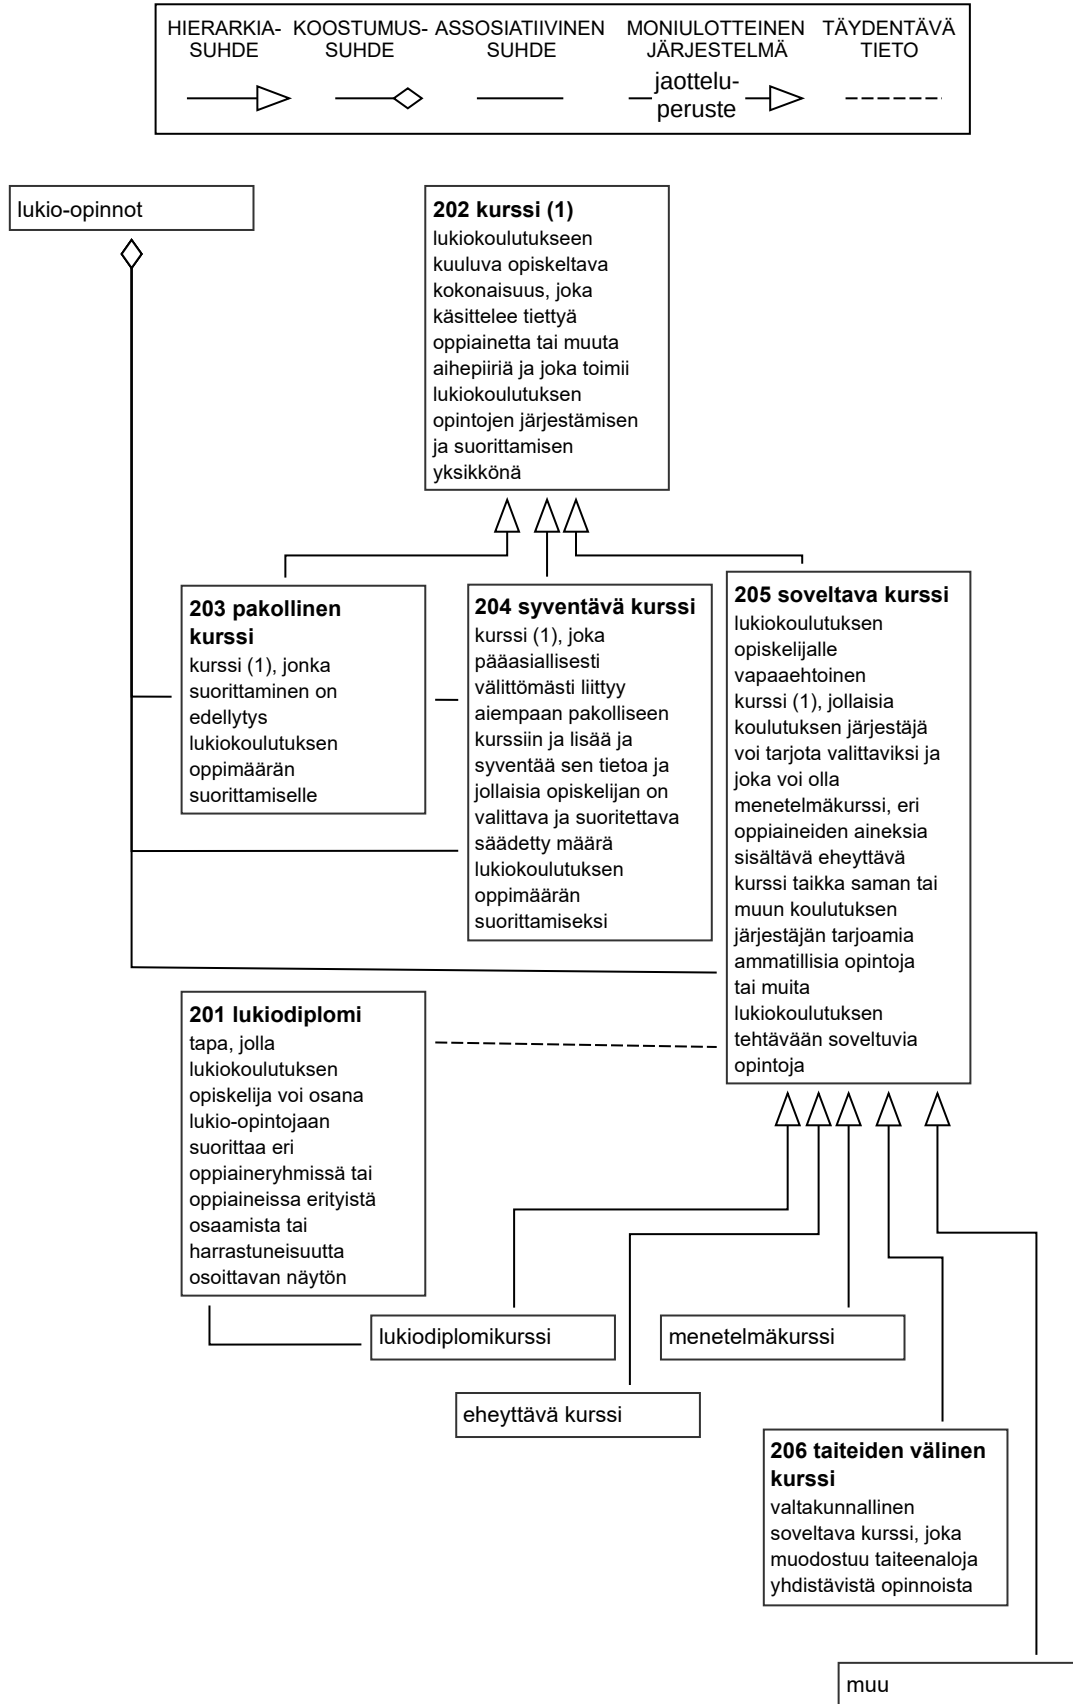 HIERARKIA-
SUHDE
KOOSTUMUS-
SUHDE
ASSOSIATIIVINEN
SUHDE
MONIULOTTEINEN
JÄRJESTELMÄ
jaottelu-
peruste
TÄYDENTÄVÄ
TIETO
lukio-opinnot
202 kurssi (1)
lukiokoulutukseen
kuuluva opiskeltava
kokonaisuus, joka
käsittelee tiettyä
oppiainetta tai muuta
aihepiiriä ja joka toimii
lukiokoulutuksen
opintojen järjestämisen
ja suorittamisen
yksikkönä
203 pakollinen
kurssi
kurssi (1), jonka
suorittaminen on
edellytys
lukiokoulutuksen
oppimäärän
suorittamiselle
204 syventävä kurssi
kurssi (1), joka
pääasiallisesti
välittömästi liittyy
aiempaan pakolliseen
kurssiin ja lisää ja
syventää sen tietoa ja
jollaisia opiskelijan on
valittava ja suoritettava
säädetty määrä
lukiokoulutuksen
oppimäärän
suorittamiseksi
205 soveltava kurssi
lukiokoulutuksen
opiskelijalle
vapaaehtoinen
kurssi (1), jollaisia
koulutuksen järjestäjä
voi tarjota valittaviksi ja
joka voi olla
menetelmäkurssi, eri
oppiaineiden aineksia
sisältävä eheyttävä
kurssi taikka saman tai
muun koulutuksen
järjestäjän tarjoamia
ammatillisia opintoja
tai muita
lukiokoulutuksen
tehtävään soveltuvia
opintoja
201 lukiodiplomi
tapa, jolla
lukiokoulutuksen
opiskelija voi osana
lukio-opintojaan
suorittaa eri
oppiaineryhmissä tai
oppiaineissa erityistä
osaamista tai
harrastuneisuutta
osoittavan näytön
lukiodiplomikurssi
menetelmäkurssi
eheyttävä kurssi
206 taiteiden välinen
kurssi
valtakunnallinen
soveltava kurssi, joka
muodostuu taiteenaloja
yhdistävistä opinnoista
muu